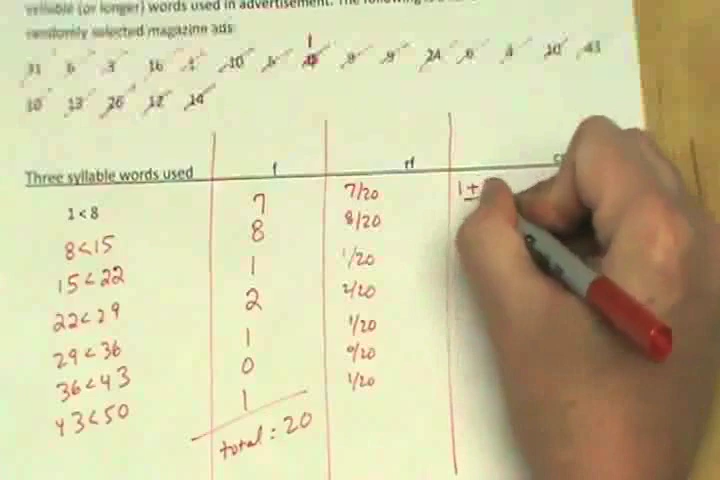 syllable (or longer) words used in advertisement. The following
randomly selected magazine ads:
1
31 6 3 16 10 9 24 6 4 10 43
10 13 26 12 14
Three syllable words used f rf c
1 < 8 7 7/20 1 +
8 < 15 8 8/20
15 < 22 1 1/20
22 < 29 2 2/20
29 < 36 1 1/20
36 < 43 0 0/20
43 < 50 1 1/20
total : 20